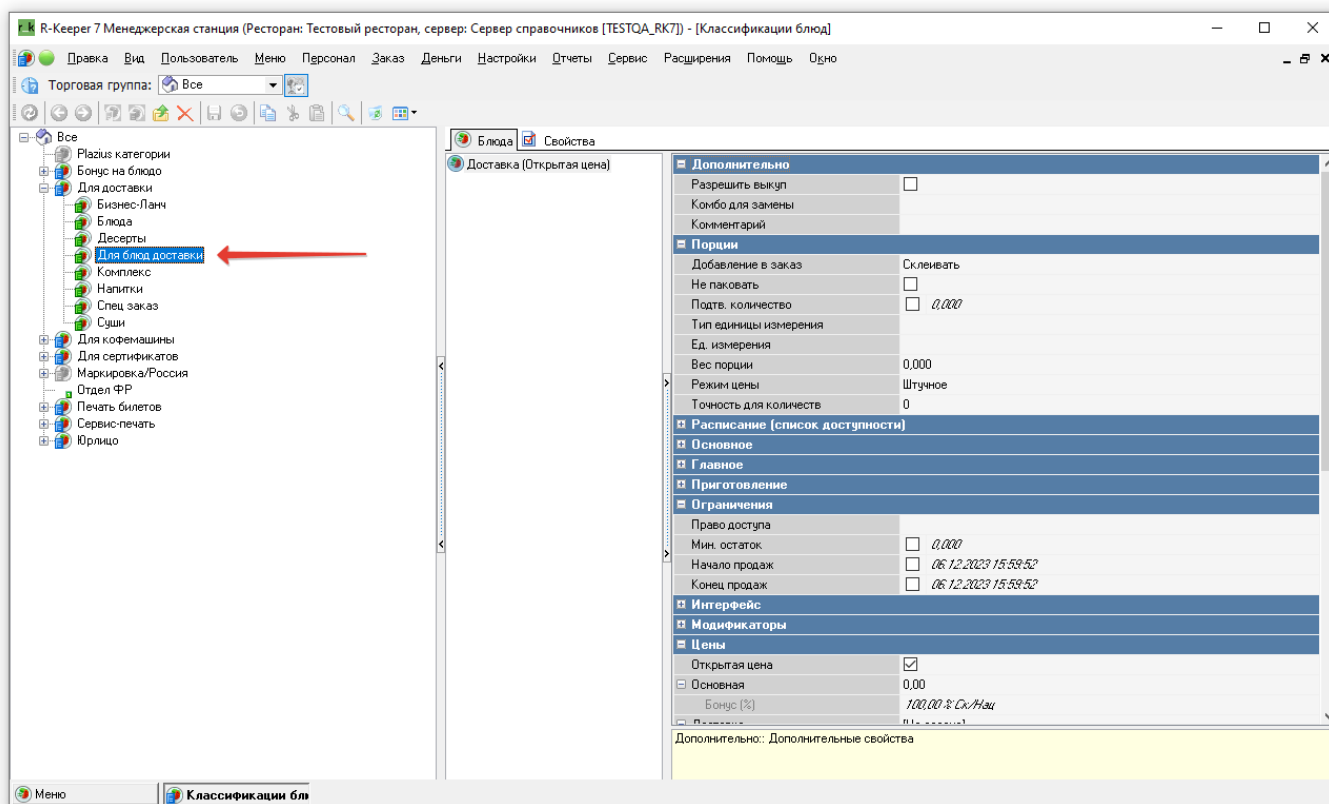 R-Keeper 7 Менеджерская станция (Ресторан: Тестовый ресторан, сервер: Сервер справочников [TESTQA_RK7]) - [Классификации блюд]
Правка Вид Пользователь Меню Персонал Заказ Деньги Настройки Отчеты Сервис Расширения Помощь Окно
Торговая группа: Все
Все
Plazius категории
Бонус на блюдо
Для доставки
Бизнес-Ланч
Блюда
Десерты
Для блюд доставки
Комплекс
Напитки
Спец заказ
Суши
Для кофемашины
Для сертификатов
Маркировка/Россия
Отдел ФР
Печать билетов
Сервис-печать
Юрлицо
Блюда Свойства
Доставка (Открытая цена)
Дополнительно
Разрешить выкуп
Комбо для замены
Комментарий
Порции
Добавление в заказ Склеивать
Не паковать
Подтв. количество 0,000
Тип единицы измерения
Ед. измерения
Вес порции 0,000
Режим цены Штучное
Точность для количеств 0
Расписание (список доступности)
Основное
Главное
Приготовление
Ограничения
Право доступа
Мин. остаток 0,000
Начало продаж 06.12.2023 15:59:52
Конец продаж 06.12.2023 15:59:52
Интерфейс
Модификаторы
Цены
Открытая цена
Основная 0,00
Бонус (%) 100,00 % Ск/Нац
Дополнительно:: Дополнительные свойства
Меню Классификации